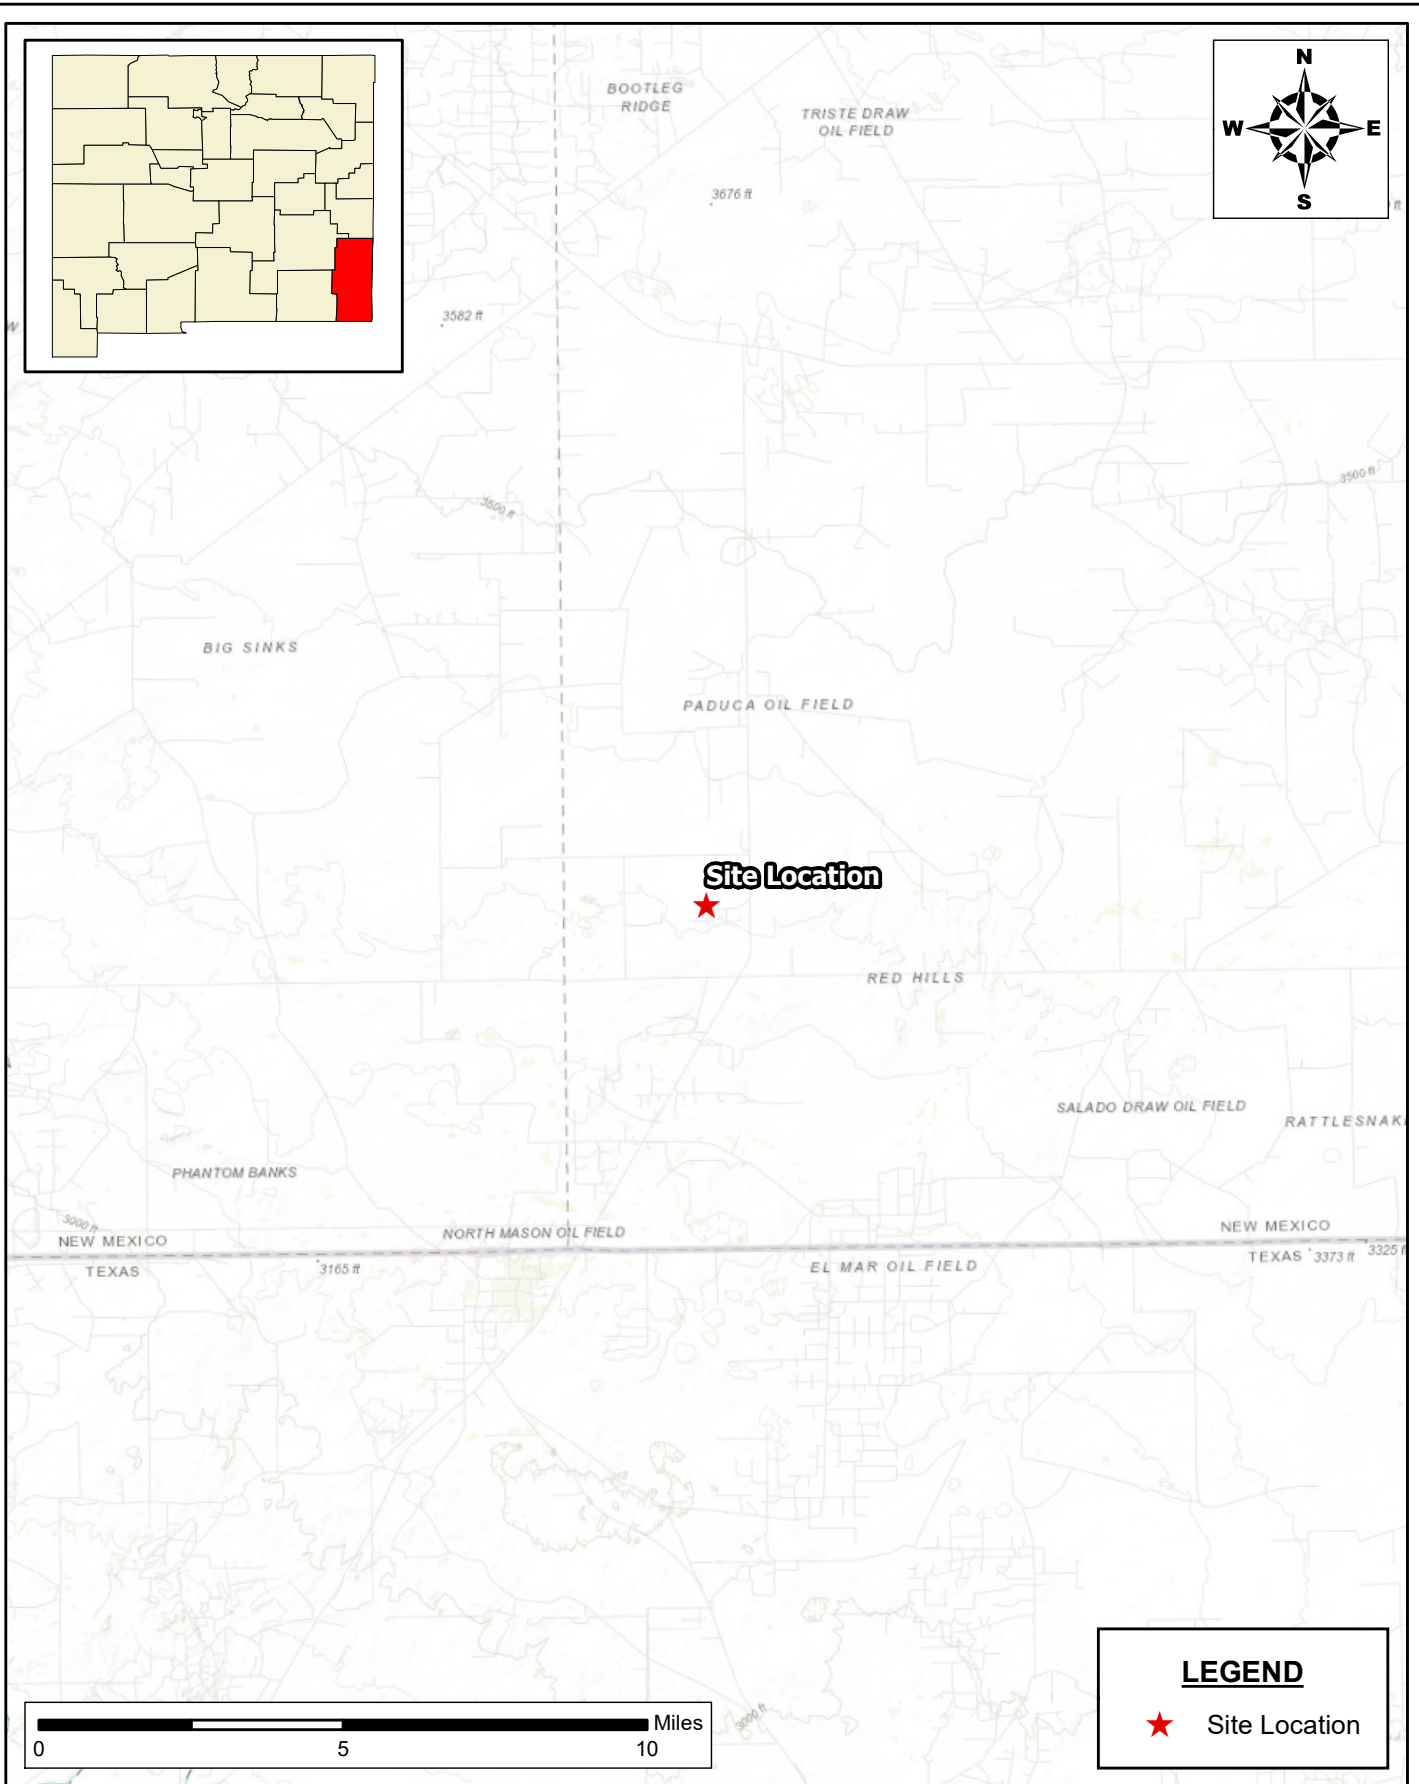 N
W
E
S
BOOTLEG
RIDGE
TRISTE DRAW
OIL FIELD
3676 ft
ft
3582 ft
W
3500 ft
3500 ft
BIG SINKS
PADUCA OIL FIELD
Site Location
RED HILLS
SALADO DRAW OIL FIELD
RATTLESNAK
PHANTOM BANKS
3000 ft
NEW MEXICO
NORTH MASON OIL FIELD
NEW MEXICO
TEXAS
3165 ft
EL MAR OIL FIELD
TEXAS
3373 ft
3325 f
3000 ft
Miles
0
5
10
LEGEND
Site Location